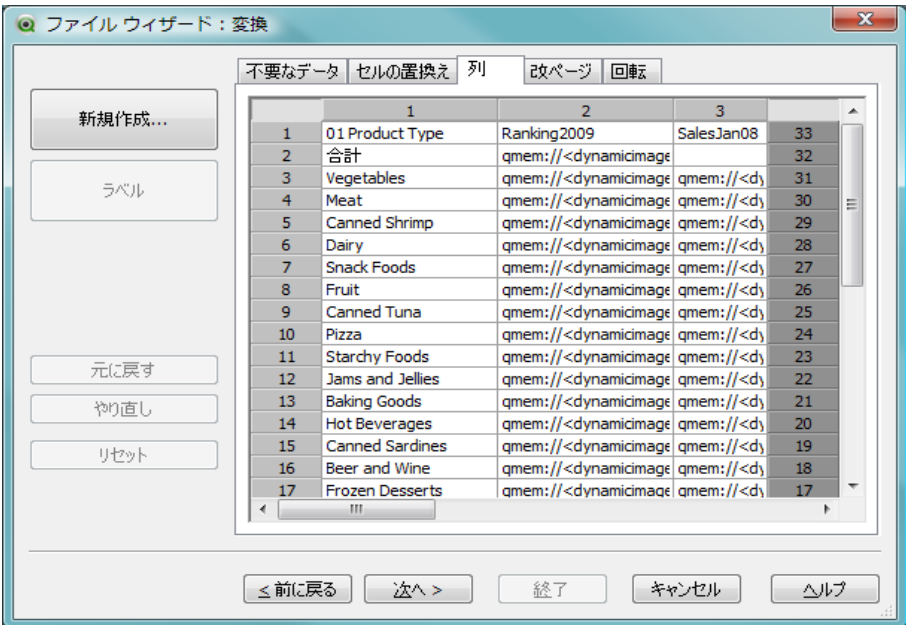 ファイル ウィザード：変換
不要なデータ セルの置換え 列 改ページ 回転
新規作成...
ラベル
元に戻す
やり直し
リセット
1 2 3
1 01 Product Type Ranking2009 SalesJan08 33
2 合計 qmem://<dynamicimage 32
3 Vegetables qmem://<dynamicimage qmem://<dy 31
4 Meat qmem://<dynamicimage qmem://<dy 30
5 Canned Shrimp qmem://<dynamicimage qmem://<dy 29
6 Dairy qmem://<dynamicimage qmem://<dy 28
7 Snack Foods qmem://<dynamicimage qmem://<dy 27
8 Fruit qmem://<dynamicimage qmem://<dy 26
9 Canned Tuna qmem://<dynamicimage qmem://<dy 25
10 Pizza qmem://<dynamicimage qmem://<dy 24
11 Starchy Foods qmem://<dynamicimage qmem://<dy 23
12 Jams and Jellies qmem://<dynamicimage qmem://<dy 22
13 Baking Goods qmem://<dynamicimage qmem://<dy 21
14 Hot Beverages qmem://<dynamicimage qmem://<dy 20
15 Canned Sardines qmem://<dynamicimage qmem://<dy 19
16 Beer and Wine qmem://<dynamicimage qmem://<dy 18
17 Frozen Desserts qmem://<dynamicimage qmem://<dy 17
< 前に戻る 次へ > 終了 キャンセル ヘルプ